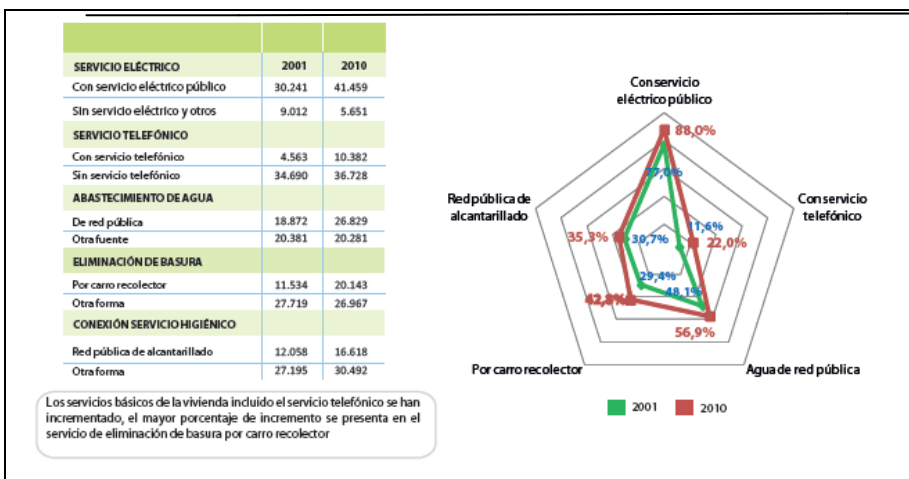 2001 2010
SERVICIO ELÉCTRICO
Con servicio eléctrico público 30.241 41.459
Sin servicio eléctrico y otros 9.012 5.651
SERVICIO TELEFÓNICO
Con servicio telefónico 4.563 10.382
Sin servicio telefónico 34.690 36.728
ABASTECIMIENTO DE AGUA
De red pública 18.872 26.829
Otra fuente 20.381 20.281
ELIMINACIÓN DE BASURA
Por carro recolector 11.534 20.143
Otra forma 27.719 26.967
CONEXIÓN SERVICIO HIGIÉNICO
Red pública de alcantarillado 12.058 16.618
Otra forma 27.195 30.492
Los servicios básicos de la vivienda incluido el servicio telefónico se han
incrementado, el mayor porcentaje de incremento se presenta en el
servicio de eliminación de basura por carro recolector
Con servicio
eléctrico público
88,0%
77,0%
Red pública de
alcantarillado
Con servicio
telefónico
11,6%
35,3% 30,7% 22,0%
29,4%
48,1%
42,8%
56,9%
Por carro recolector Agua de red pública
2001 2010